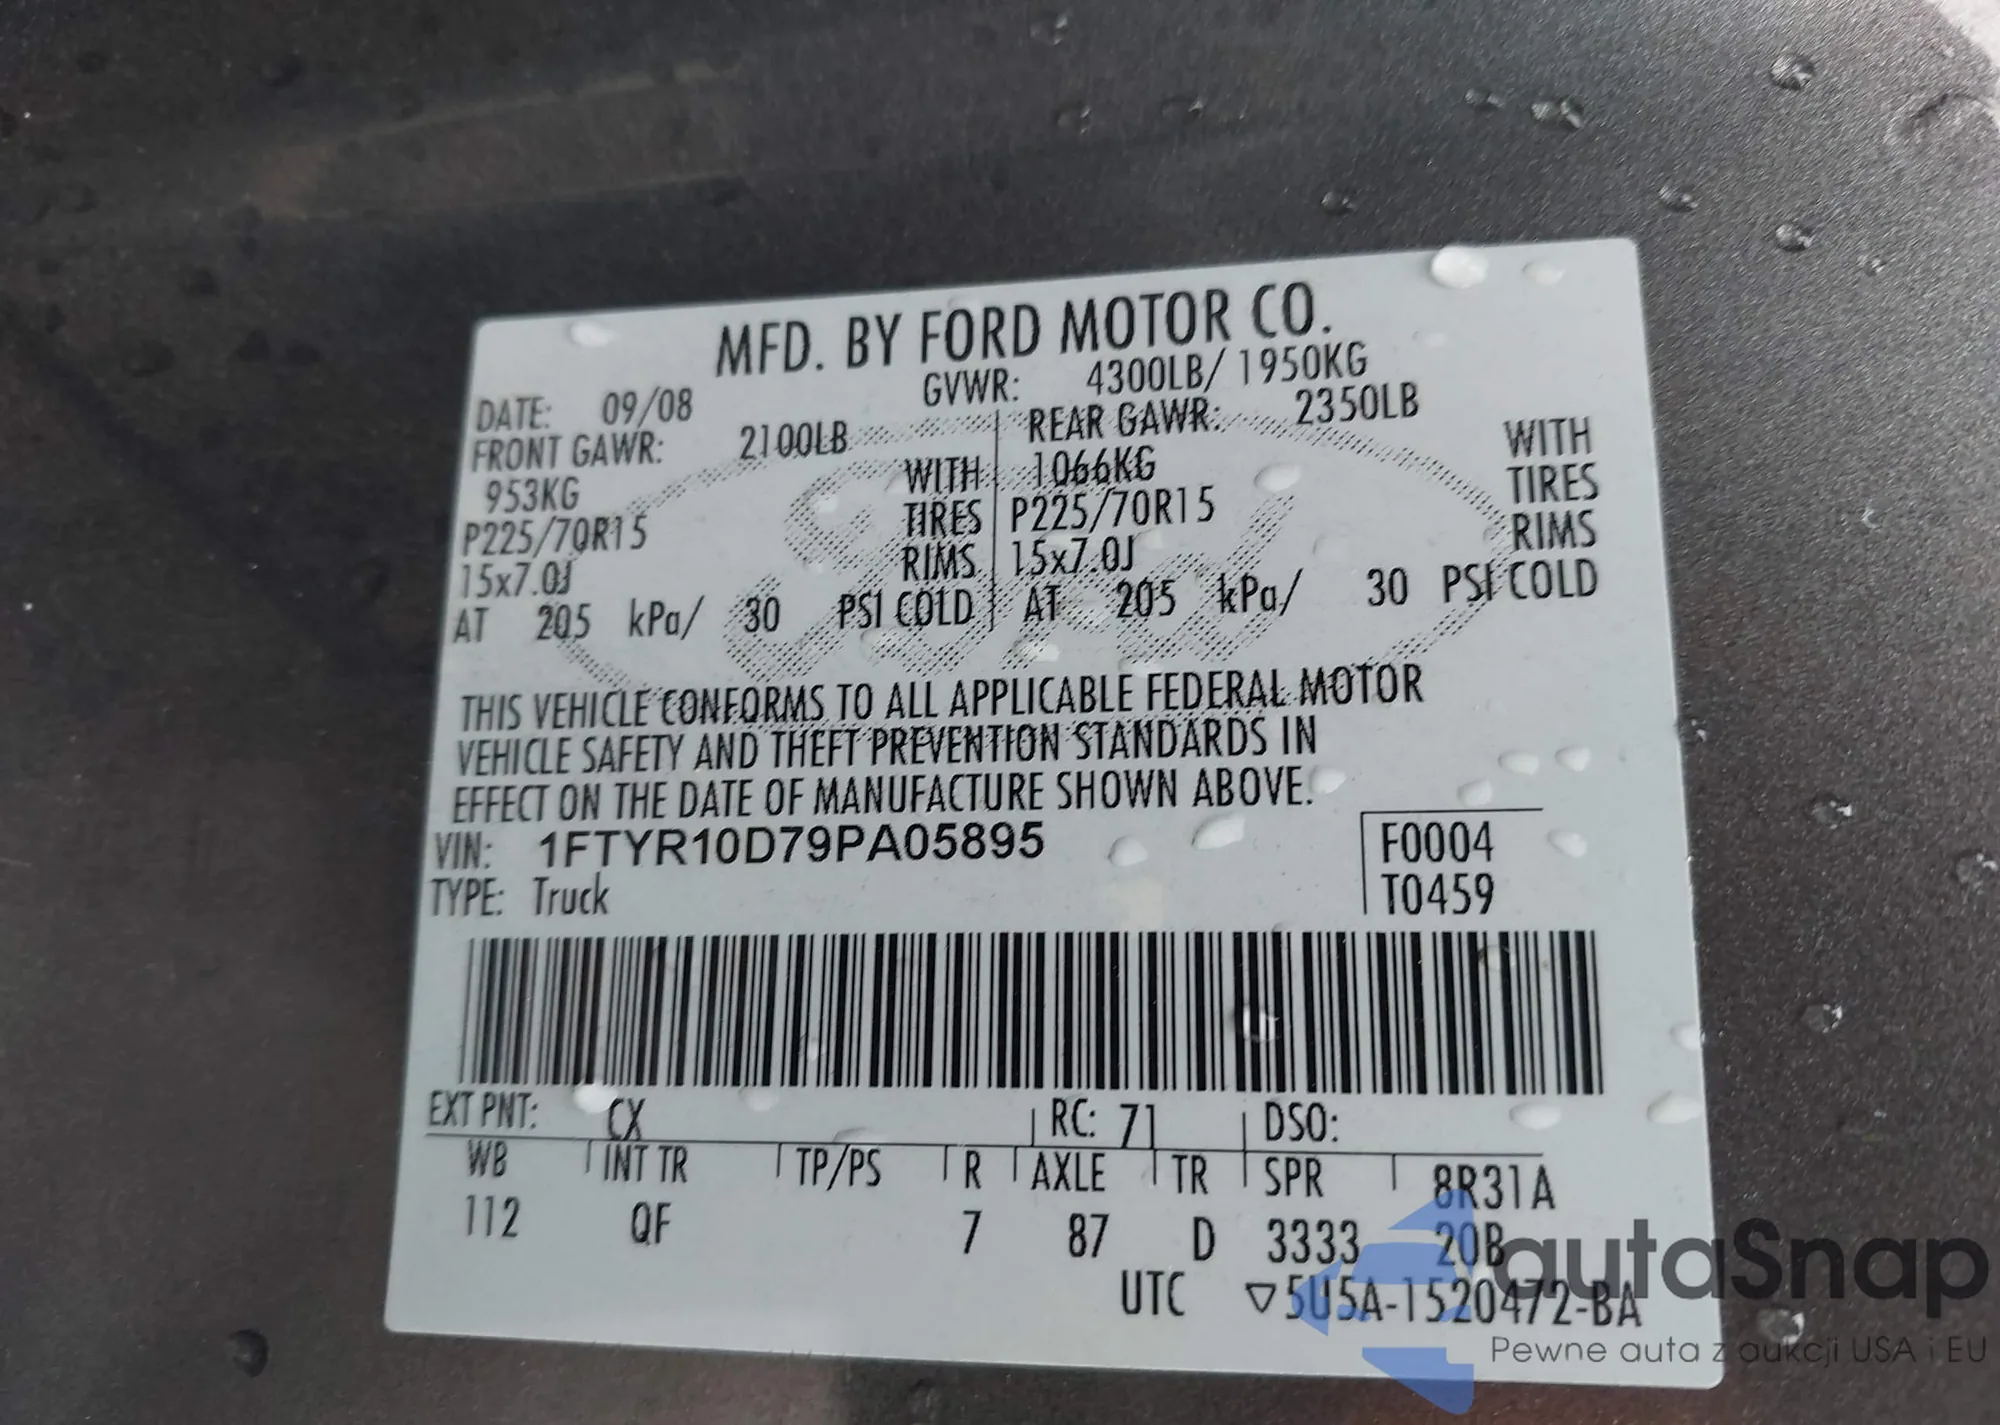 MFD. BY FORD MOTOR CO.
DATE: 09/08 GVWR: 4300LB/ 1950KG
FRONT GAWR: 2100LB REAR GAWR: 2350LB
953KG WITH 1066KG WITH
P225/70R15 TIRES P225/70R15 TIRES
15x7.0J RIMS 15x7.0J RIMS
AT 205 kPa/ 30 PSI COLD AT 205 kPa/ 30 PSI COLD
THIS VEHICLE CONFORMS TO ALL APPLICABLE FEDERAL MOTOR
VEHICLE SAFETY AND THEFT PREVENTION STANDARDS IN
EFFECT ON THE DATE OF MANUFACTURE SHOWN ABOVE.
VIN: 1FTYR10D79PA05895 F0004
TYPE: Truck T0459
EXT PNT: CX RC: 71 DSO:
WB INT TR TP/PS R AXLE TR SPR 8R31A
112 QF 7 87 D 3333 20B
UTC ▽5U5A-1520472-BA
autaSnap
Pewne auta z aukcji USA i EU